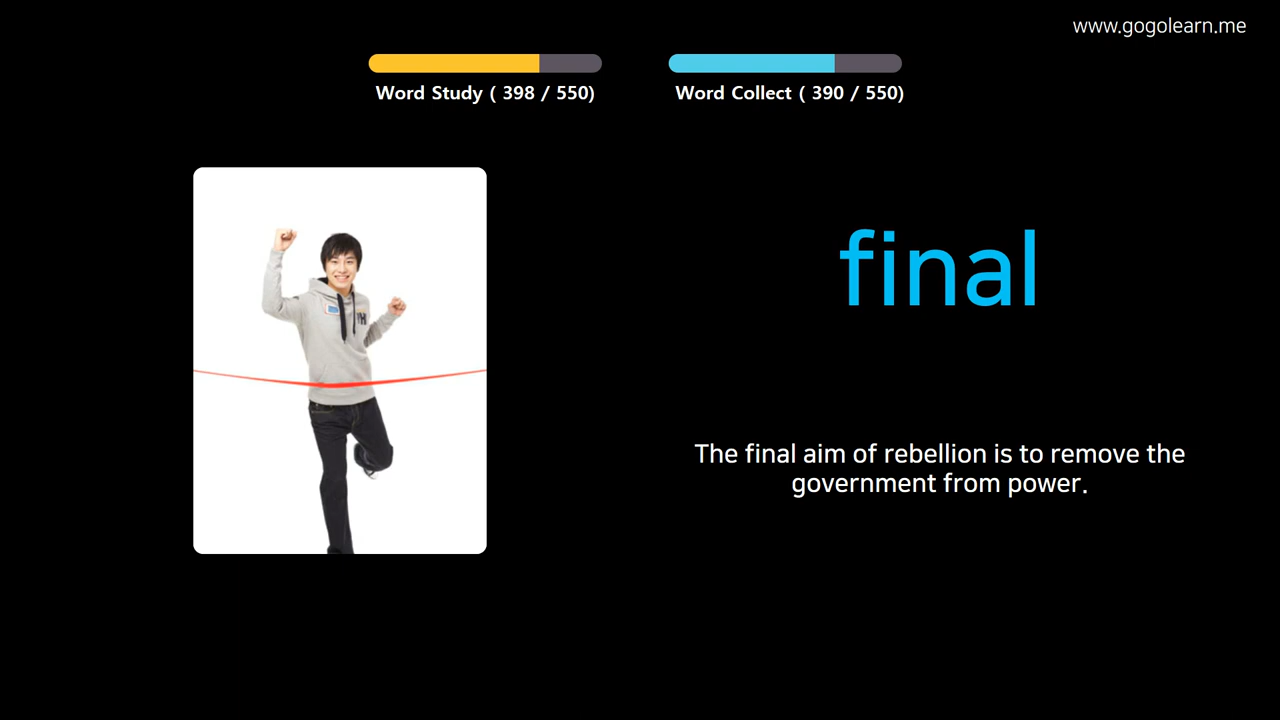 www.gogolearn.me
Word Study ( 398 / 550)
Word Collect ( 390 / 550)
final
The final aim of rebellion is to remove the
government from power.